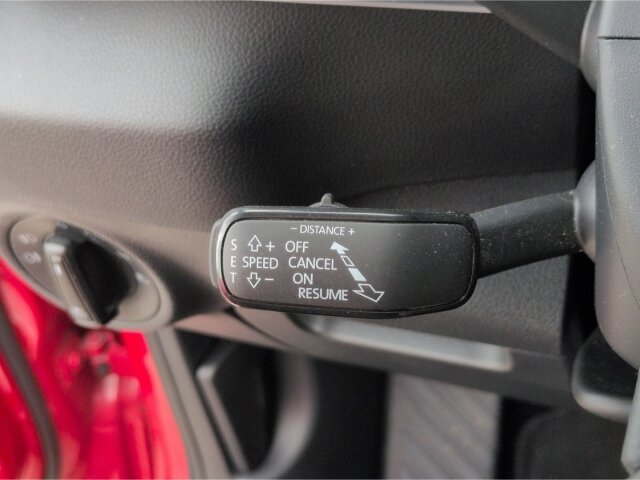 - DISTANCE +
S + OFF
E SPEED CANCEL
T - ON
RESUME